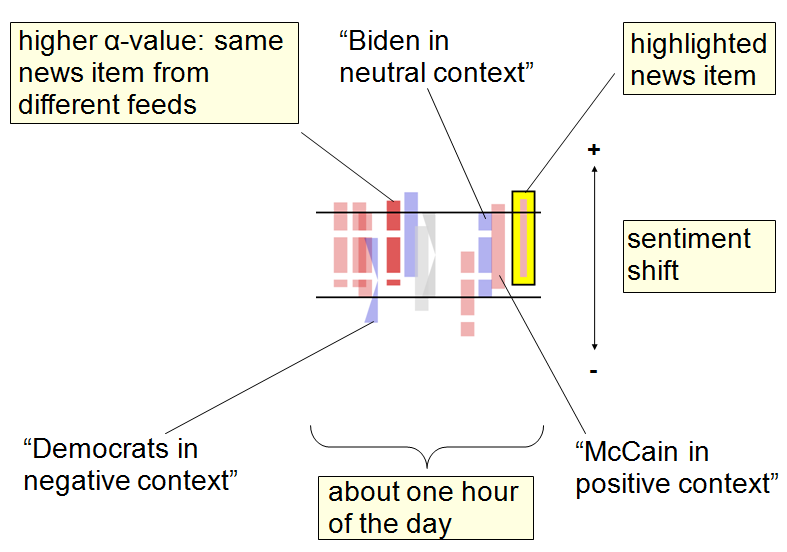 higher α-value: same
news item from
different feeds
“Biden in
neutral context”
highlighted
news item
+
sentiment
shift
-
“Democrats in
negative context”
“McCain in
positive context”
about one hour
of the day